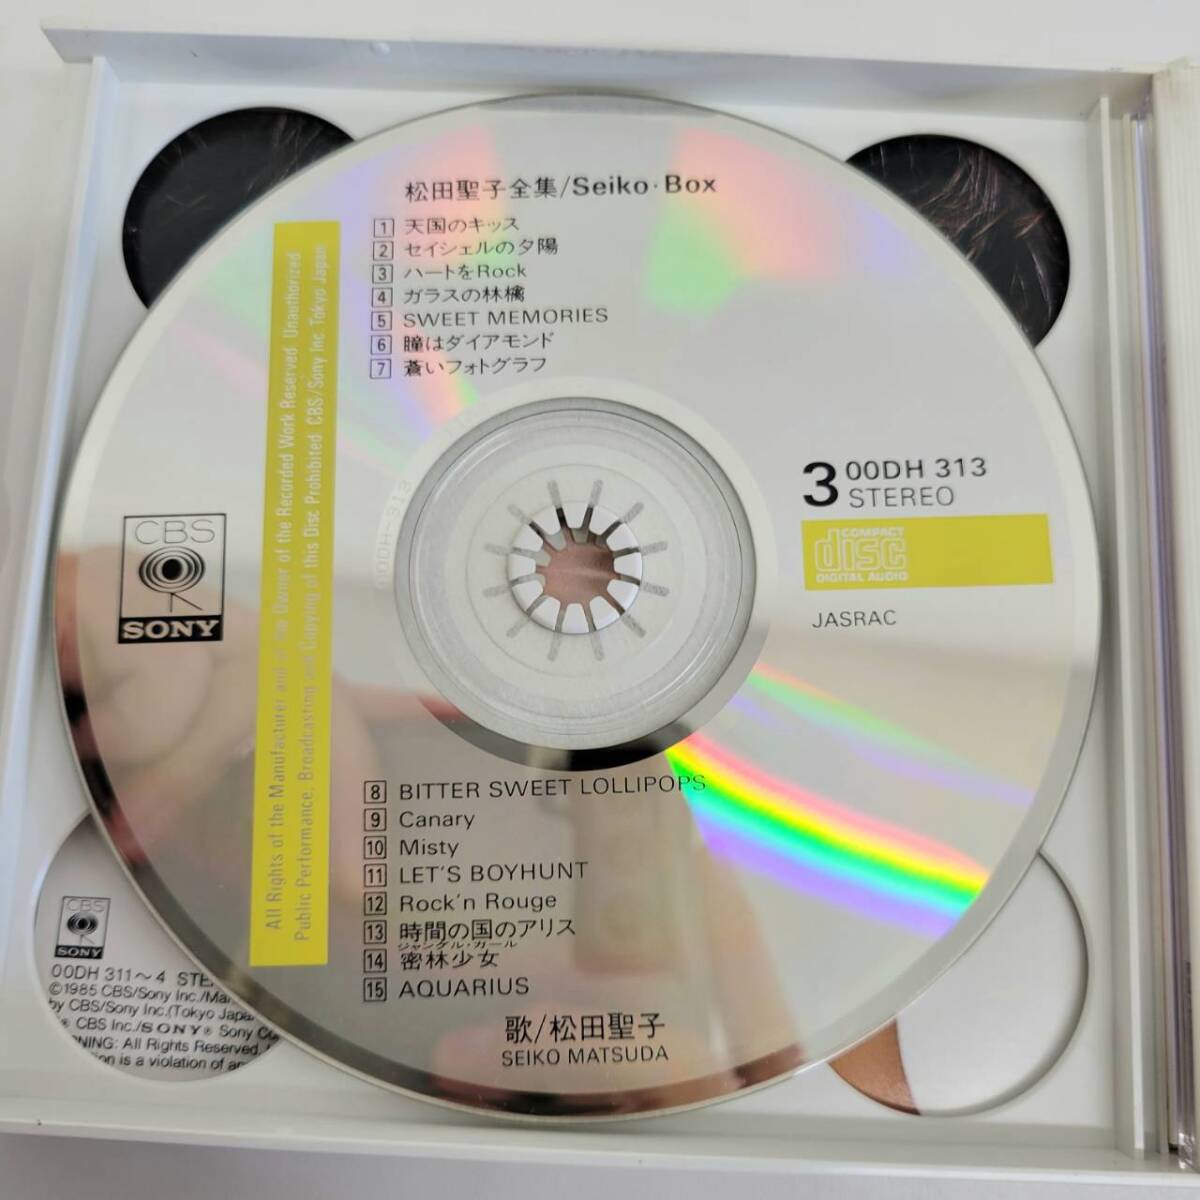 松田聖子全集/Seiko・Box
1 天国のキッス
2 セイシェルの夕陽
3 ハートをRock
4 ガラスの林檎
5 SWEET MEMORIES
6 瞳はダイアモンド
7 蒼いフォトグラフ
3 00DH 313
STEREO
COMPACT
disc
DIGITAL AUDIO
JASRAC
CBS
SONY
All Rights of the Manufacturer and of the Owner of the Recorded Work Reserved. Unauthorized
Public Performance, Broadcasting and Copying of this Disc Prohibited. CBS/Sony Inc. Tokyo Japan
00DH-313
8 BITTER SWEET LOLLIPOPS
9 Canary
10 Misty
11 LET'S BOYHUNT
12 Rock'n Rouge
13 時間の国のアリス
ジャングル・ガール
14 密林少女
15 AQUARIUS
歌/松田聖子
SEIKO MATSUDA
CBS
SONY
00DH 311〜4
©1985 CBS/Sony Inc./
by CBS/Sony Inc.(Tokyo
® CBS Inc./SONY® Sony
All Rights Reserved.
is a violation of